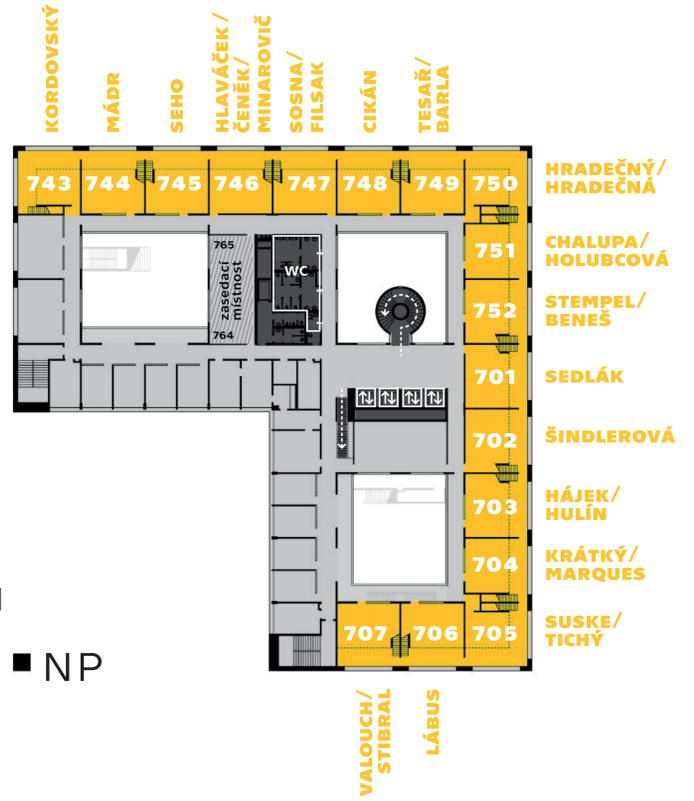 KORDOVSKÝ
MÁDR
SEHO
HLAVÁČEK /
ČENĚK/
MINAROVIČ
SOSNA/
FILSAK
CIKÁN
TESAŘ/
BARLA
743
744
745
746
747
748
749
750
HRADEČNÝ/
HRADEČNÁ
751
CHALUPA/
HOLUBCOVÁ
765
zasedací
místnost
764
WC
752
STEMPEL/
BENEŠ
701
SEDLÁK
702
ŠINDLEROVÁ
703
HÁJEK/
HULÍN
704
KRÁTKÝ/
MARQUES
707
706
705
SUSKE/
TICHÝ
NP
VALOUCH/
STIBRAL
LÁBUS